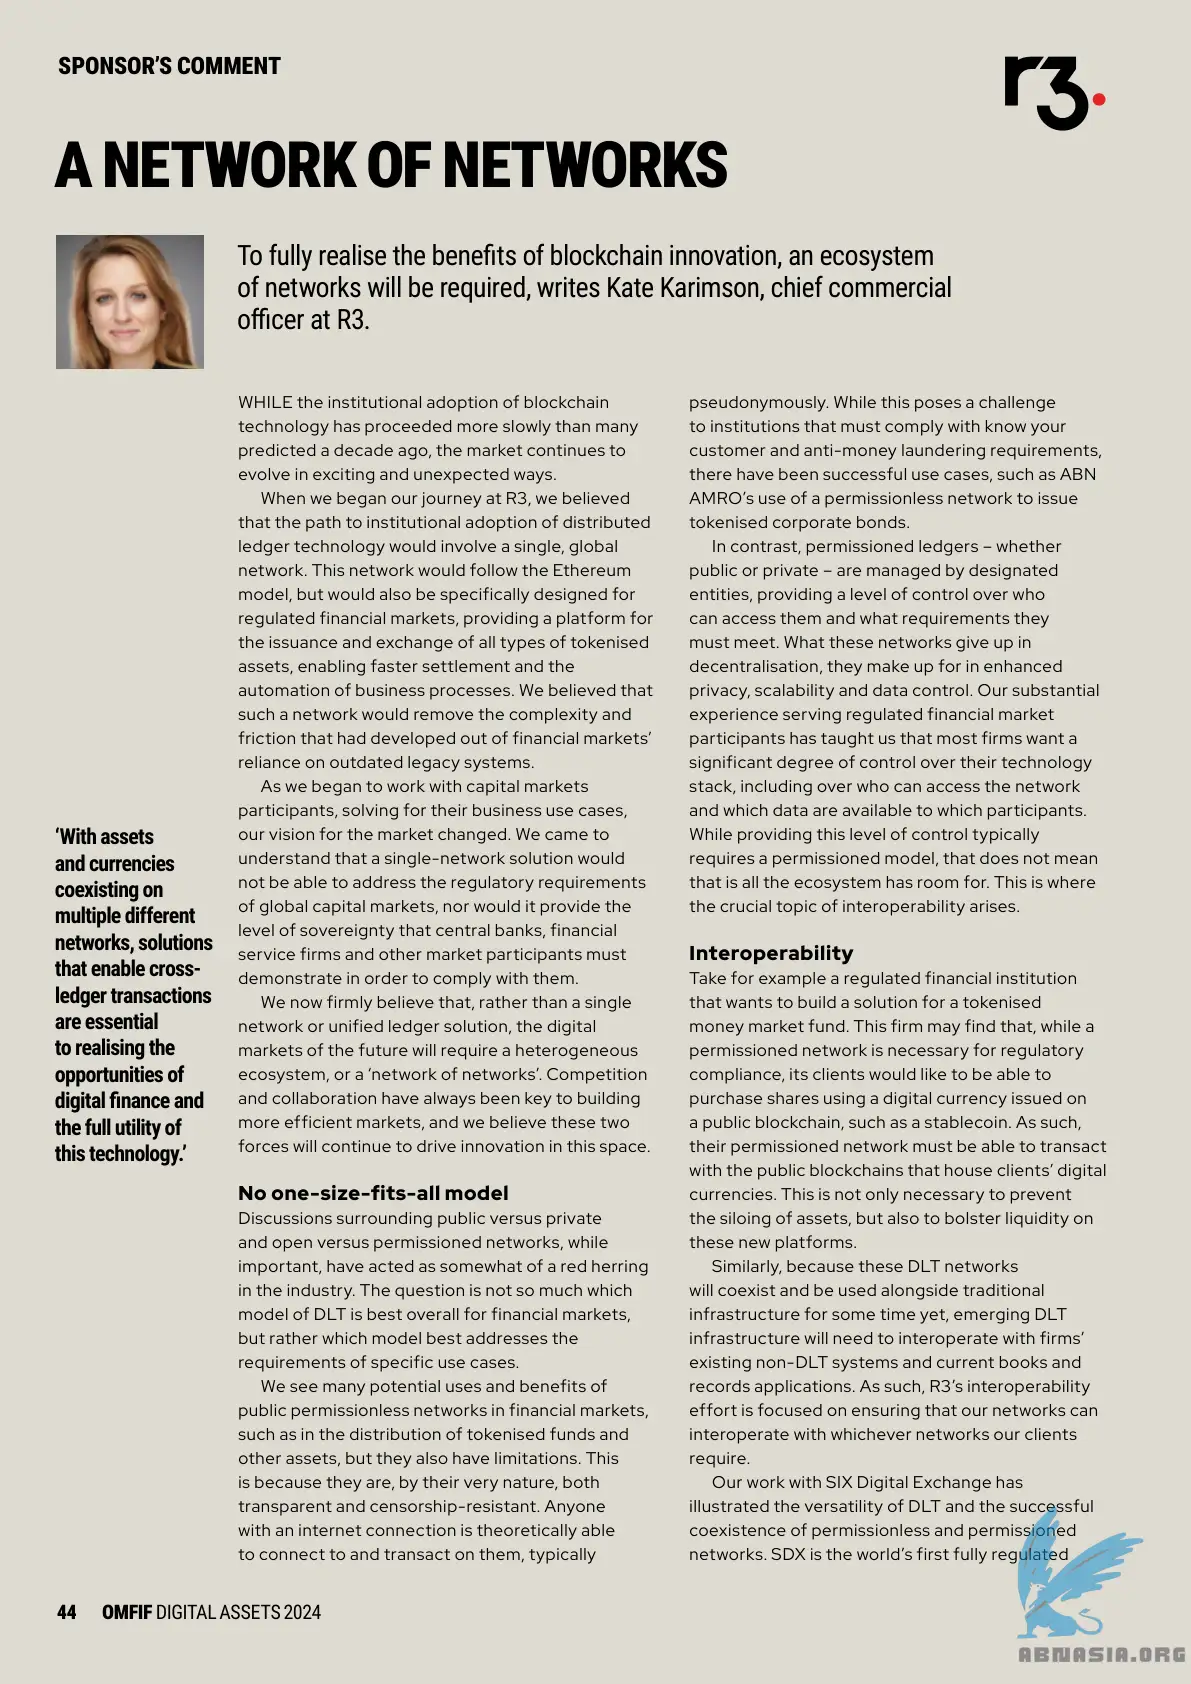 SPONSOR'S COMMENT
r3.
A NETWORK OF NETWORKS
To fully realise the benefits of blockchain innovation, an ecosystem
of networks will be required, writes Kate Karimson, chief commercial
officer at R3.
WHILE the institutional adoption of blockchain
technology has proceeded more slowly than many
predicted a decade ago, the market continues to
evolve in exciting and unexpected ways.
When we began our journey at R3, we believed
that the path to institutional adoption of distributed
ledger technology would involve a single, global
network. This network would follow the Ethereum
model, but would also be specifically designed for
regulated financial markets, providing a platform for
the issuance and exchange of all types of tokenised
assets, enabling faster settlement and the
automation of business processes. We believed that
such a network would remove the complexity and
friction that had developed out of financial markets'
reliance on outdated legacy systems.
As we began to work with capital markets
participants, solving for their business use cases,
our vision for the market changed. We came to
understand that a single-network solution would
not be able to address the regulatory requirements
of global capital markets, nor would it provide the
level of sovereignty that central banks, financial
service firms and other market participants must
demonstrate in order to comply with them.
We now firmly believe that, rather than a single
network or unified ledger solution, the digital
markets of the future will require a heterogeneous
ecosystem, or a 'network of networks'. Competition
and collaboration have always been key to building
more efficient markets, and we believe these two
forces will continue to drive innovation in this space.
No one-size-fits-all model
Discussions surrounding public versus private
and open versus permissioned networks, while
important, have acted as somewhat of a red herring
in the industry. The question is not so much which
model of DLT is best overall for financial markets,
but rather which model best addresses the
requirements of specific use cases.
We see many potential uses and benefits of
public permissionless networks in financial markets,
such as in the distribution of tokenised funds and
other assets, but they also have limitations. This
is because they are, by their very nature, both
transparent and censorship-resistant. Anyone
with an internet connection is theoretically able
to connect to and transact on them, typically
pseudonymously. While this poses a challenge
to institutions that must comply with know your
customer and anti-money laundering requirements,
there have been successful use cases, such as ABN
AMRO's use of a permissionless network to issue
tokenised corporate bonds.
In contrast, permissioned ledgers – whether
public or private – are managed by designated
entities, providing a level of control over who
can access them and what requirements they
must meet. What these networks give up in
decentralisation, they make up for in enhanced
privacy, scalability and data control. Our substantial
experience serving regulated financial market
participants has taught us that most firms want a
significant degree of control over their technology
stack, including over who can access the network
and which data are available to which participants.
While providing this level of control typically
requires a permissioned model, that does not mean
that is all the ecosystem has room for. This is where
the crucial topic of interoperability arises.
Interoperability
Take for example a regulated financial institution
that wants to build a solution for a tokenised
money market fund. This firm may find that, while a
permissioned network is necessary for regulatory
compliance, its clients would like to be able to
purchase shares using a digital currency issued on
a public blockchain, such as a stablecoin. As such,
their permissioned network must be able to transact
with the public blockchains that house clients' digital
currencies. This is not only necessary to prevent
the siloing of assets, but also to bolster liquidity on
these new platforms.
Similarly, because these DLT networks
will coexist and be used alongside traditional
infrastructure for some time yet, emerging DLT
infrastructure will need to interoperate with firms'
existing non-DLT systems and current books and
records applications. As such, R3's interoperability
effort is focused on ensuring that our networks can
interoperate with whichever networks our clients
require.
Our work with SIX Digital Exchange has
illustrated the versatility of DLT and the successful
coexistence of permissionless and permissioned
networks. SDX is the world's first fully regulated
'With assets
and currencies
coexisting on
multiple different
networks, solutions
that enable cross-
ledger transactions
are essential
to realising the
opportunities of
digital finance and
the full utility of
this technology.'
44 OMFIF DIGITAL ASSETS 2024
ABNASIA.ORG